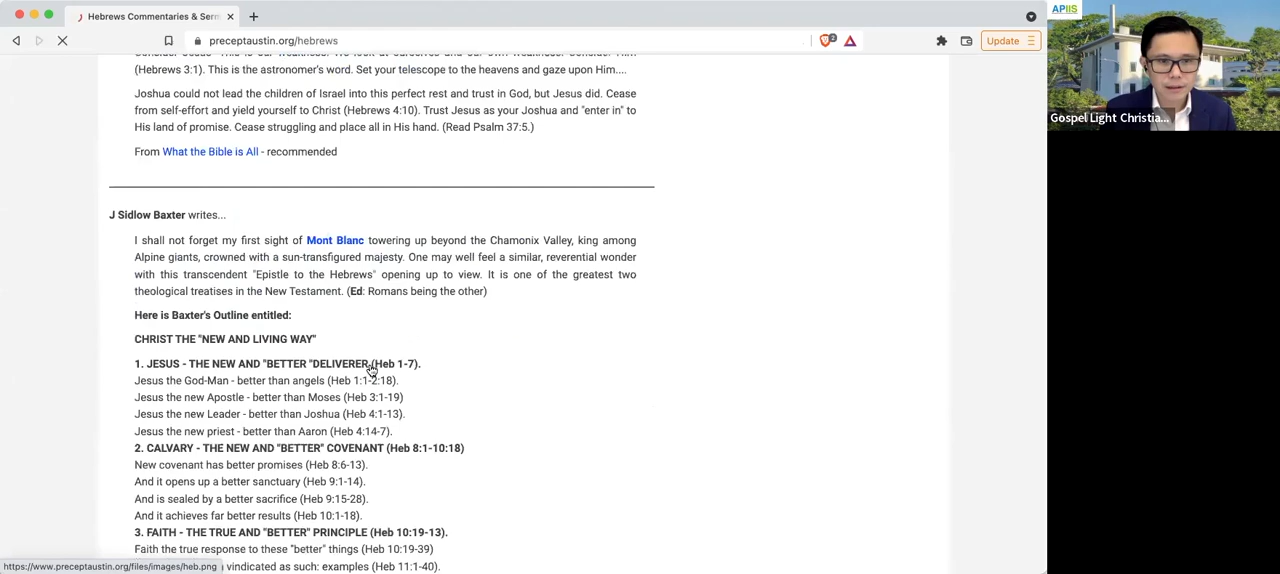 Hebrews Commentaries & Serm
preceptaustin.org/hebrews
2
Update
(Hebrews 3:1). This is the astronomer's word. Set your telescope to the heavens and gaze upon Him....
Joshua could not lead the children of Israel into this perfect rest and trust in God, but Jesus did. Cease
from self-effort and yield yourself to Christ (Hebrews 4:10). Trust Jesus as your Joshua and "enter in" to
His land of promise. Cease struggling and place all in His hand. (Read Psalm 37:5.)
From What the Bible is All - recommended
J Sidlow Baxter writes...
I shall not forget my first sight of Mont Blanc towering up beyond the Chamonix Valley, king among
Alpine giants, crowned with a sun-transfigured majesty. One may well feel a similar, reverential wonder
with this transcendent "Epistle to the Hebrews" opening up to view. It is one of the greatest two
theological treatises in the New Testament. (Ed: Romans being the other)
Here is Baxter's Outline entitled:
CHRIST THE "NEW AND LIVING WAY"
1. JESUS - THE NEW AND "BETTER "DELIVERER (Heb 1-7).
Jesus the God-Man - better than angels (Heb 1:1-2:18).
Jesus the new Apostle - better than Moses (Heb 3:1-19)
Jesus the new Leader - better than Joshua (Heb 4:1-13).
Jesus the new priest - better than Aaron (Heb 4:14-7).
2. CALVARY - THE NEW AND "BETTER" COVENANT (Heb 8:1-10:18)
New covenant has better promises (Heb 8:6-13).
And it opens up a better sanctuary (Heb 9:1-14).
And is sealed by a better sacrifice (Heb 9:15-28).
And it achieves far better results (Heb 10:1-18).
3. FAITH - THE TRUE AND "BETTER" PRINCIPLE (Heb 10:19-13).
Faith the true response to these "better" things (Heb 10:19-39)
vindicated as such: examples (Heb 11:1-40).
https://www.preceptaustin.org/files/images/heb.png
APIIS
Gospel Light Christia...